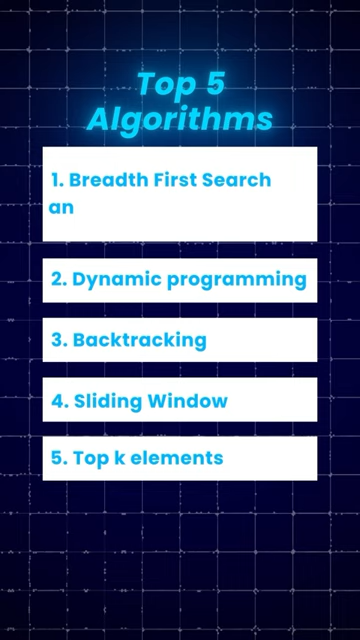 Top 5
Algorithms
1. Breadth First Search
an
2. Dynamic programming
3. Backtracking
4. Sliding Window
5. Top k elements